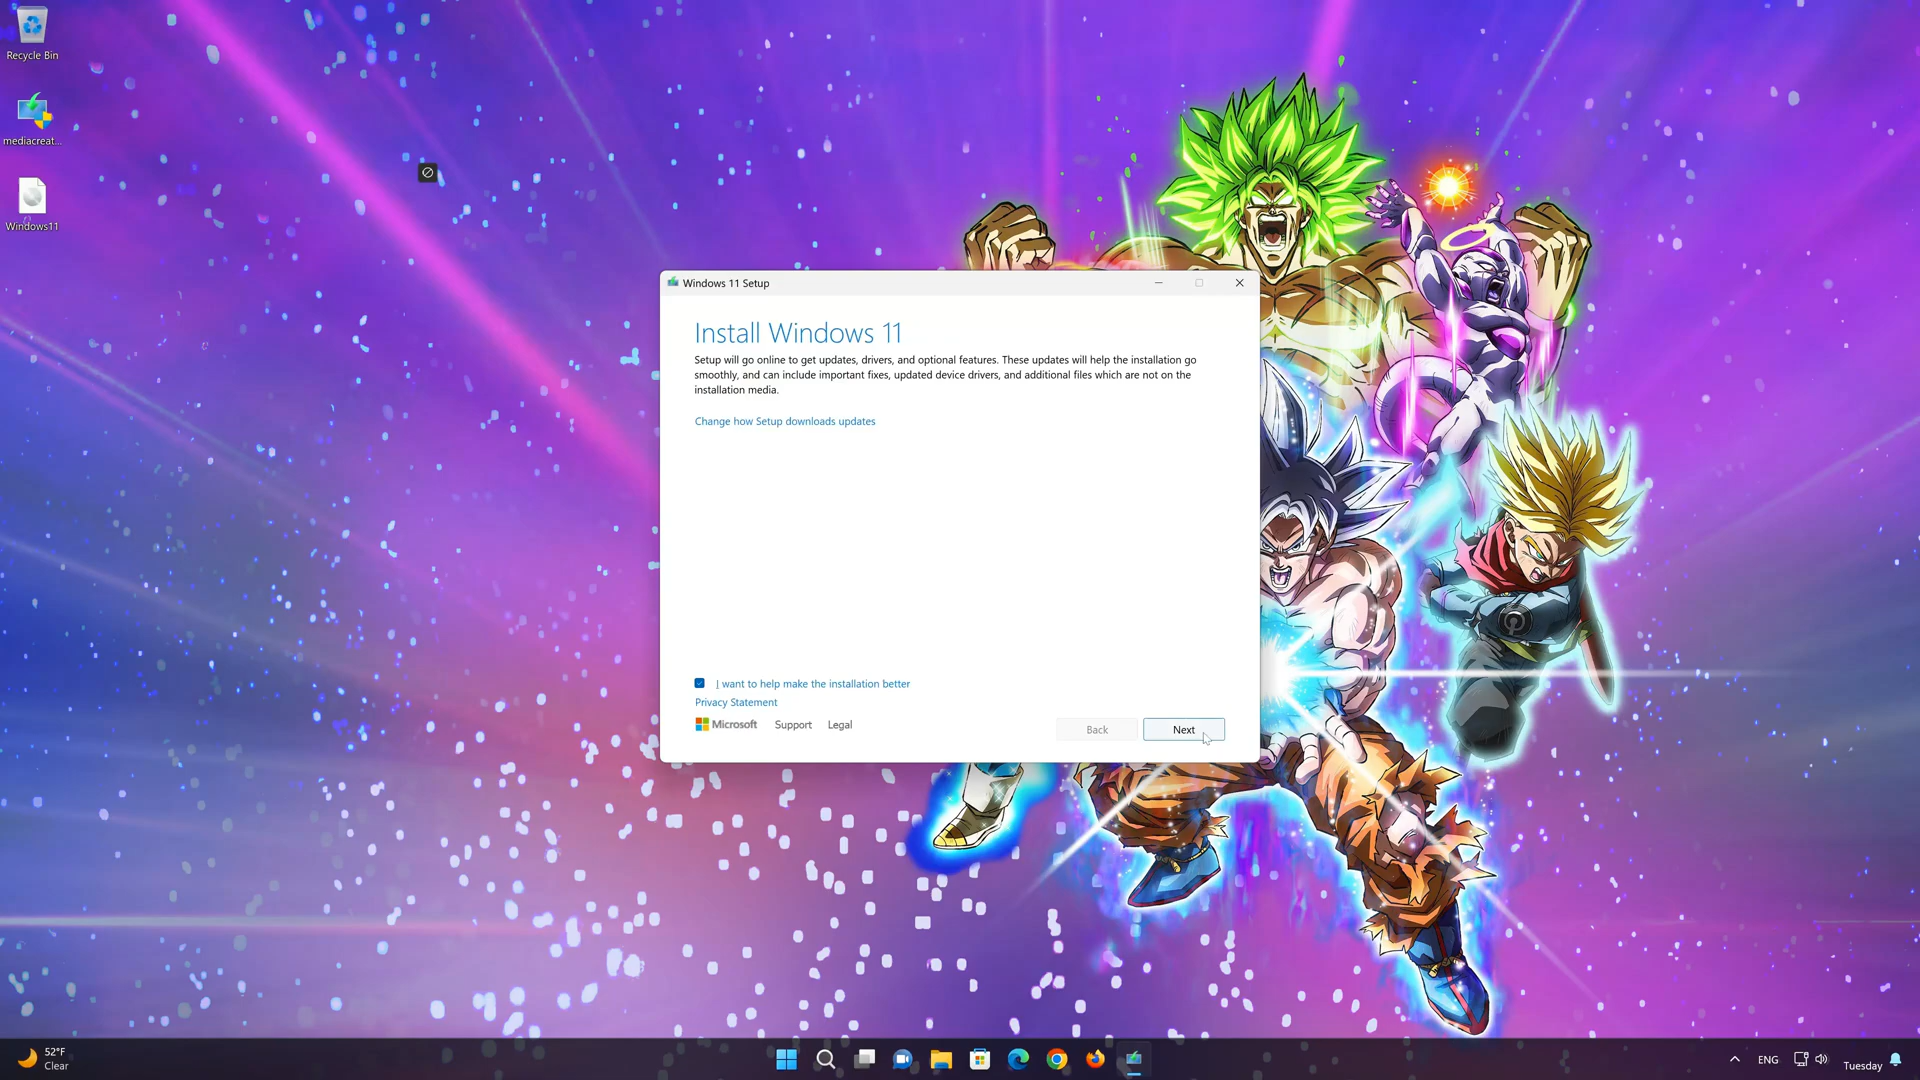 Recycle Bin
mediacreat...
Windows11
Windows 11 Setup
Install Windows 11
Setup will go online to get updates, drivers, and optional features. These updates will help the installation go
smoothly, and can include important fixes, updated device drivers, and additional files which are not on the
installation media.
Change how Setup downloads updates
I want to help make the installation better
Privacy Statement
Microsoft Support Legal
Back Next
52°F
Clear
ENG
Tuesday